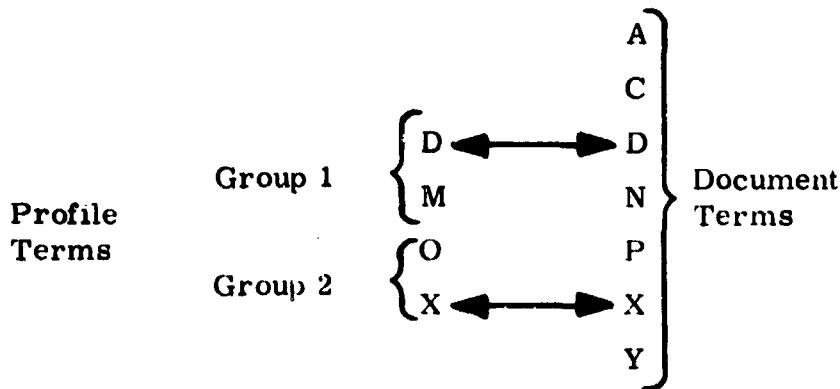 A
C
D D
Group 1
M N
Document
Terms
Profile
Terms
O P
Group 2
X X
Y